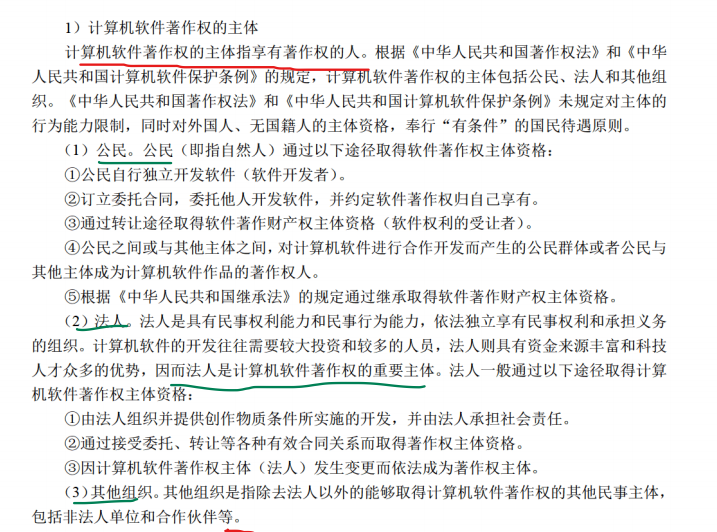 1）计算机软件著作权的主体
计算机软件著作权的主体指享有著作权的人。根据《中华人民共和国著作权法》和《中华
人民共和国计算机软件保护条例》的规定，计算机软件著作权的主体包括公民、法人和其他组
织。《中华人民共和国著作权法》和《中华人民共和国计算机软件保护条例》未规定对主体的
行为能力限制，同时对外国人、无国籍人的主体资格，奉行“有条件”的国民待遇原则。
（1）公民。公民（即指自然人）通过以下途径取得软件著作权主体资格：
①公民自行独立开发软件（软件开发者）。
②订立委托合同，委托他人开发软件，并约定软件著作权归自己享有。
③通过转让途径取得软件著作财产权主体资格（软件权利的受让者）。
④公民之间或与其他主体之间，对计算机软件进行合作开发而产生的公民群体或者公民与
其他主体成为计算机软件作品的著作权人。
⑤根据《中华人民共和国继承法》的规定通过继承取得软件著作财产权主体资格。
（2）法人。法人是具有民事权利能力和民事行为能力，依法独立享有民事权利和承担义务
的组织。计算机软件的开发往往需要较大投资和较多的人员，法人则具有资金来源丰富和科技
人才众多的优势，因而法人是计算机软件著作权的重要主体。法人一般通过以下途径取得计算
机软件著作权主体资格：
①由法人组织并提供创作物质条件所实施的开发，并由法人承担社会责任。
②通过接受委托、转让等各种有效合同关系而取得著作权主体资格。
③因计算机软件著作权主体（法人）发生变更而依法成为著作权主体。
（3）其他组织。其他组织是指除去法人以外的能够取得计算机软件著作权的其他民事主体，
包括非法人单位和合作伙伴等。